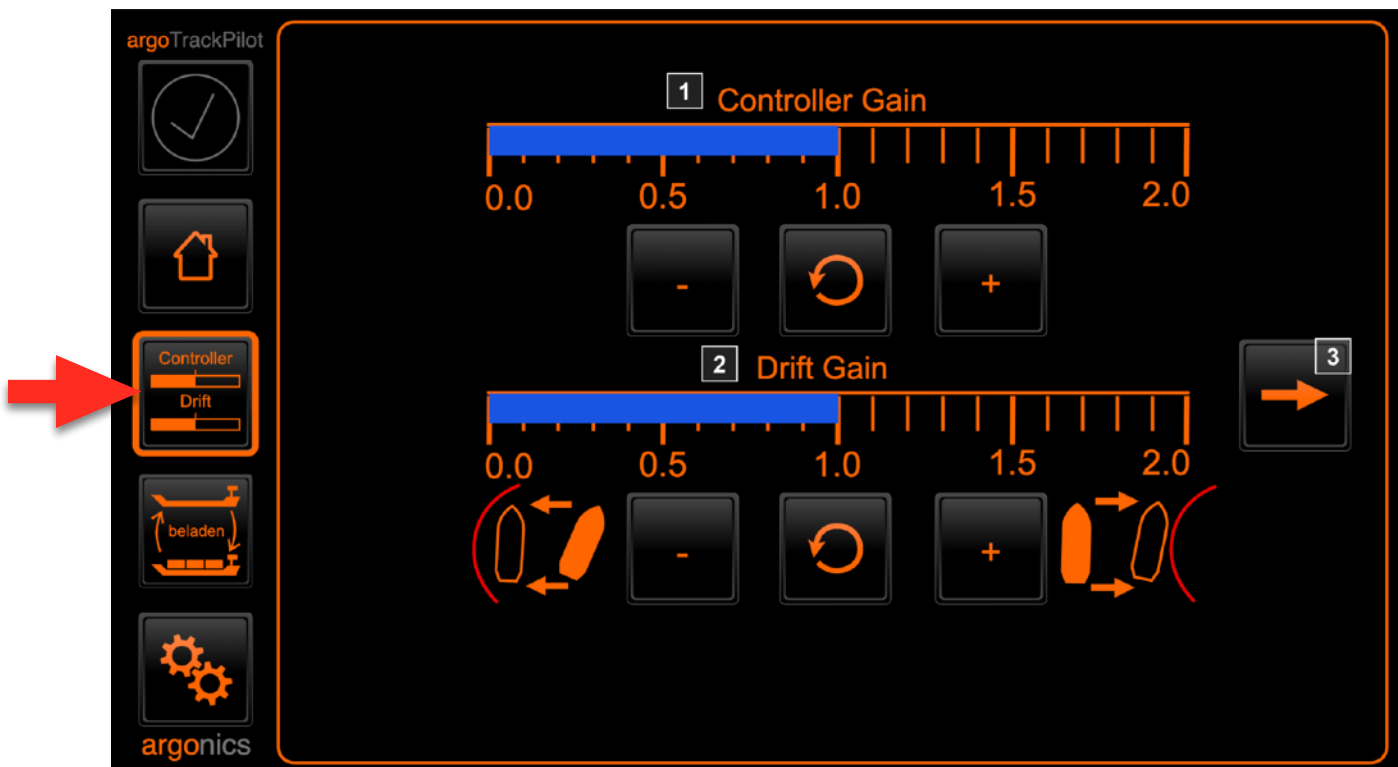 argoTrackPilot
1 Controller Gain
0.0 0.5 1.0 1.5 2.0
- +
2 Drift Gain
0.0 0.5 1.0 1.5 2.0
- +
3
Controller
Drift
beladen
argonics